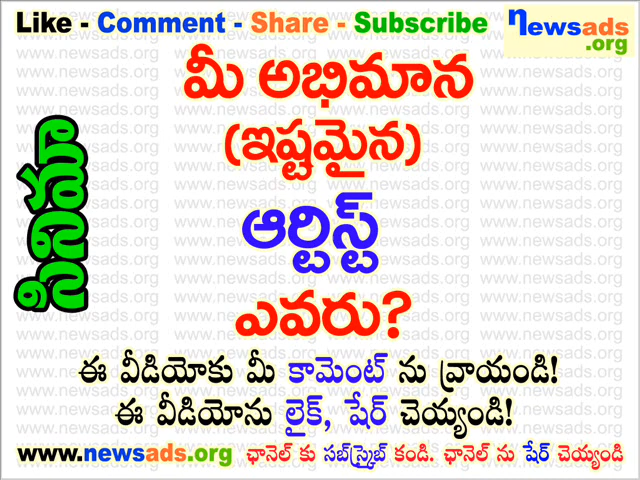 Like - Comment - Share - Subscribe
newsads
.org
మీ అభిమాన
(ఇష్టమైన)
ఆర్టిస్ట్
ఎవరు?
సినిమా
ఈ వీడియోకు మీ కామెంట్ ను వ్రాయండి!
ఈ వీడియోను లైక్, షేర్ చెయ్యండి!
www.newsads.org ఛానెల్ కు సబ్‌స్క్రైబ్ కండి. ఛానెల్ ను షేర్ చెయ్యండి